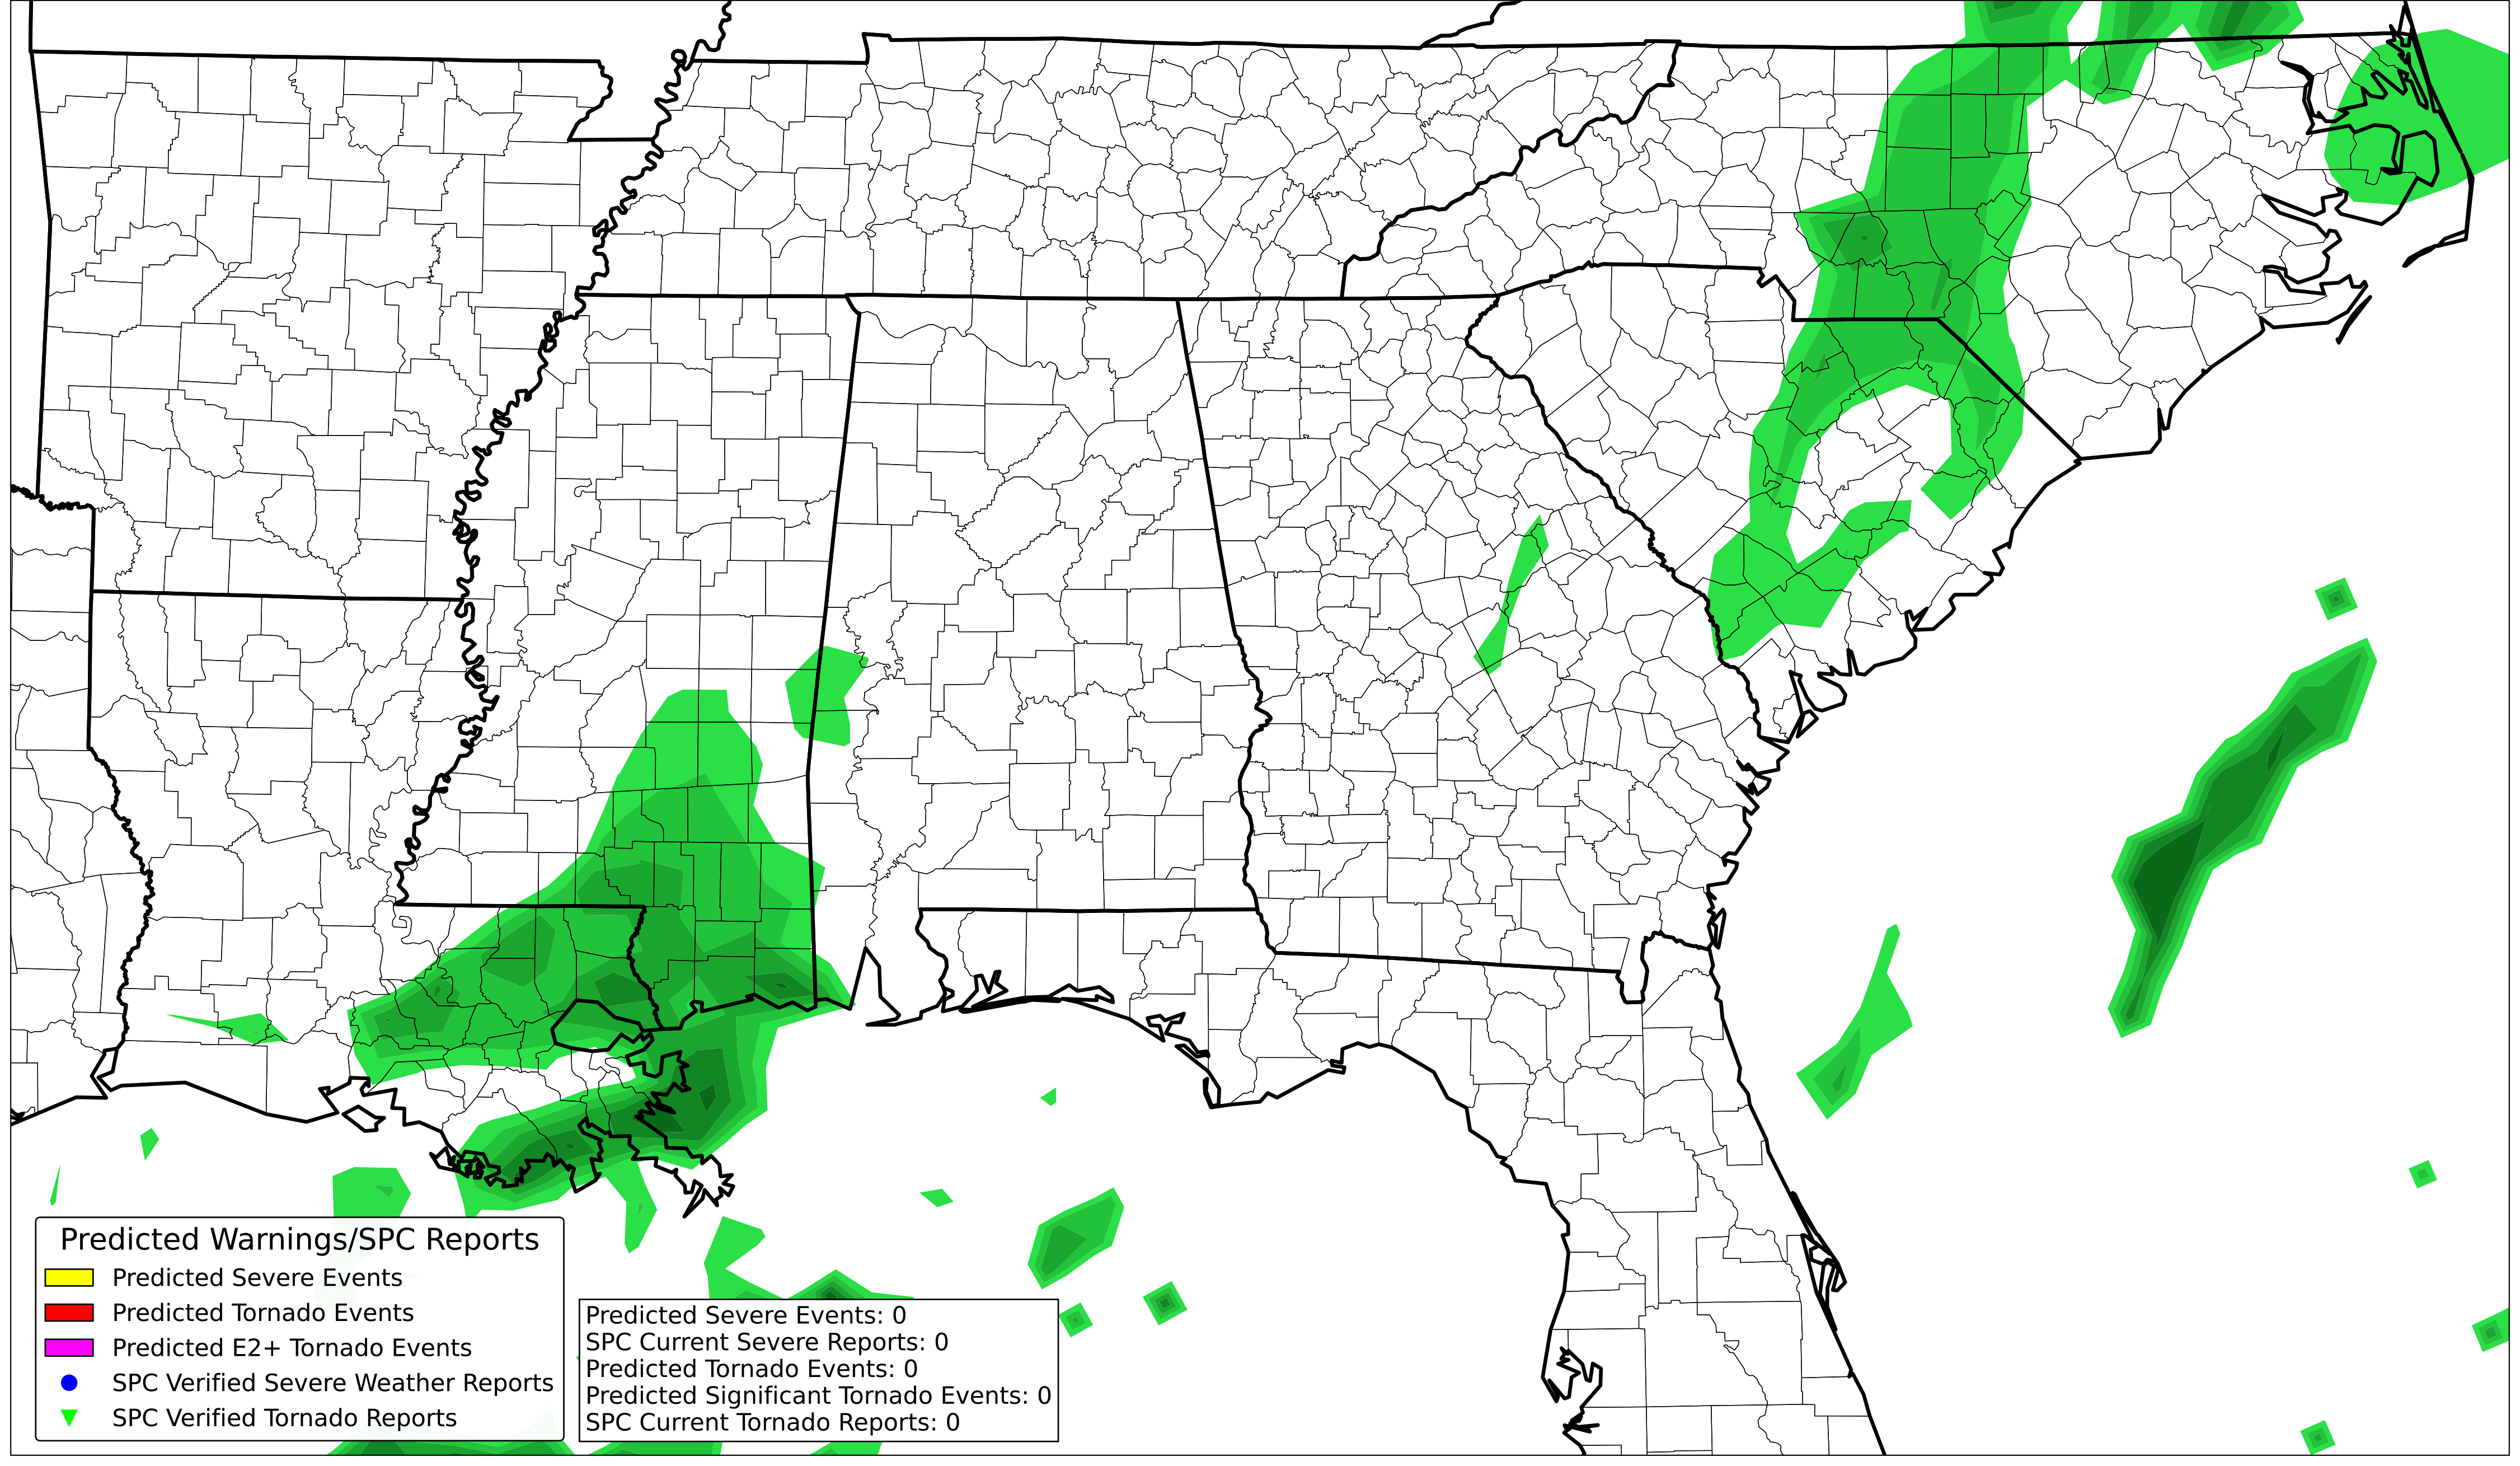 Predicted Warnings/SPC Reports
Predicted Severe Events
Predicted Tornado Events
Predicted E2+ Tornado Events
SPC Verified Severe Weather Reports
SPC Verified Tornado Reports
Predicted Severe Events: 0
SPC Current Severe Reports: 0
Predicted Tornado Events: 0
Predicted Significant Tornado Events: 0
SPC Current Tornado Reports: 0